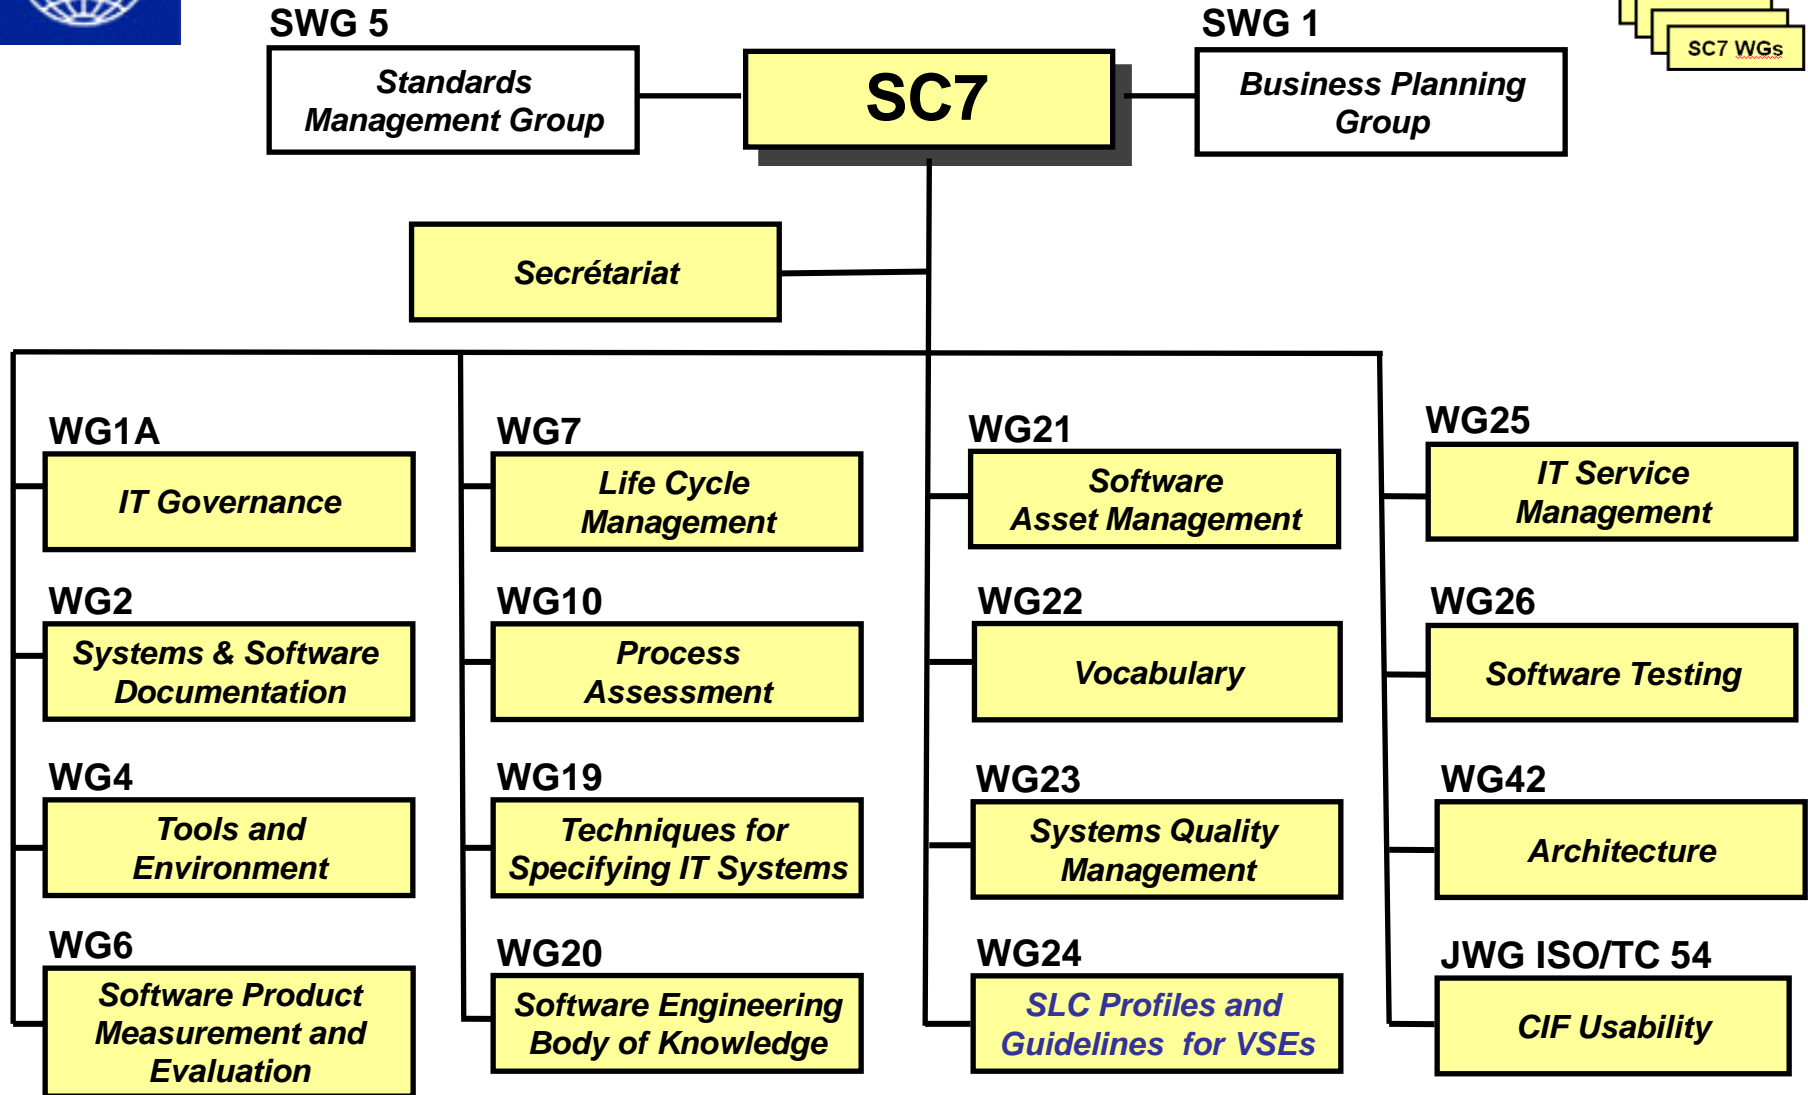 SWG 5
Standards
Management Group
SC7
SWG 1
Business Planning
Group
SC7 WGs
Secrétariat
WG1A
IT Governance
WG2
Systems & Software
Documentation
WG4
Tools and
Environment
WG6
Software Product
Measurement and
Evaluation
WG7
Life Cycle
Management
WG10
Process
Assessment
WG19
Techniques for
Specifying IT Systems
WG20
Software Engineering
Body of Knowledge
WG21
Software
Asset Management
WG22
Vocabulary
WG23
Systems Quality
Management
WG24
SLC Profiles and
Guidelines for VSEs
WG25
IT Service
Management
WG26
Software Testing
WG42
Architecture
JWG ISO/TC 54
CIF Usability